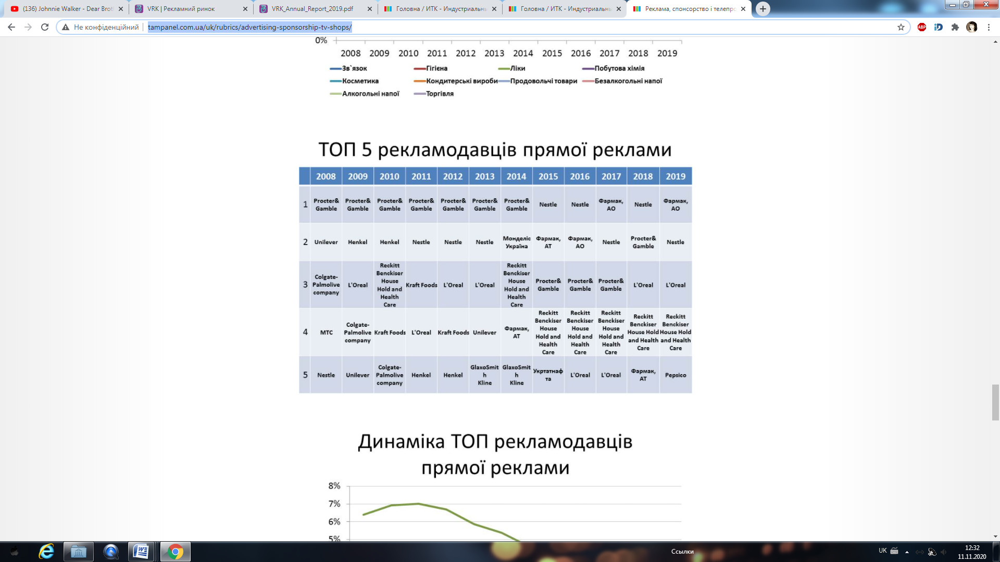 (136) Johnnie Walker - Dear Brot
VRK | Рекламний ринок
VRK_Annual_Report_2019.pdf
Головна / ИТК - Индустриальнь
Головна / ИТК - Индустриальнь
Реклама, спонсорство і телепро
Не конфіденційний
tampanel.com.ua/uk/rubrics/advertising-sponsorship-tv-shops/
ABP
0%
2008 2009 2010 2011 2012 2013 2014 2015 2016 2017 2018 2019
Зв`язок Гігієна Ліки Побутова хімія
Косметика Кондитерські вироби Продовольчі товари Безалкогольні напої
Алкогольні напої Торгівля
ТОП 5 рекламодавців прямої реклами
2008 2009 2010 2011 2012 2013 2014 2015 2016 2017 2018 2019
1 Procter& Gamble Procter& Gamble Procter& Gamble Procter& Gamble Procter& Gamble Procter& Gamble Procter& Gamble Nestle Nestle Фармак, АО Nestle Фармак, АО
2 Unilever Henkel Henkel Nestle Nestle Nestle Монделіс Україна Фармак, АТ Фармак, АО Nestle Procter& Gamble Nestle
3 Colgate-Palmolive company L'Oreal Reckitt Benckiser House Hold and Health Care Kraft Foods L'Oreal L'Oreal Reckitt Benckiser House Hold and Health Care Procter& Gamble Procter& Gamble Procter& Gamble L'Oreal L'Oreal
4 МТС Colgate-Palmolive company Kraft Foods L'Oreal Kraft Foods Unilever Фармак, АТ Reckitt Benckiser House Hold and Health Care Reckitt Benckiser House Hold and Health Care Reckitt Benckiser House Hold and Health Care Reckitt Benckiser House Hold and Health Care Reckitt Benckiser House Hold and Health Care
5 Nestle Unilever Colgate-Palmolive company Henkel Henkel GlaxoSmith Kline GlaxoSmith Kline Укртатнафта L'Oreal L'Oreal Фармак, АТ Pepsico
Динаміка ТОП рекламодавців
прямої реклами
8%
7%
6%
5%
Ссылки
UK
12:32
11.11.2020